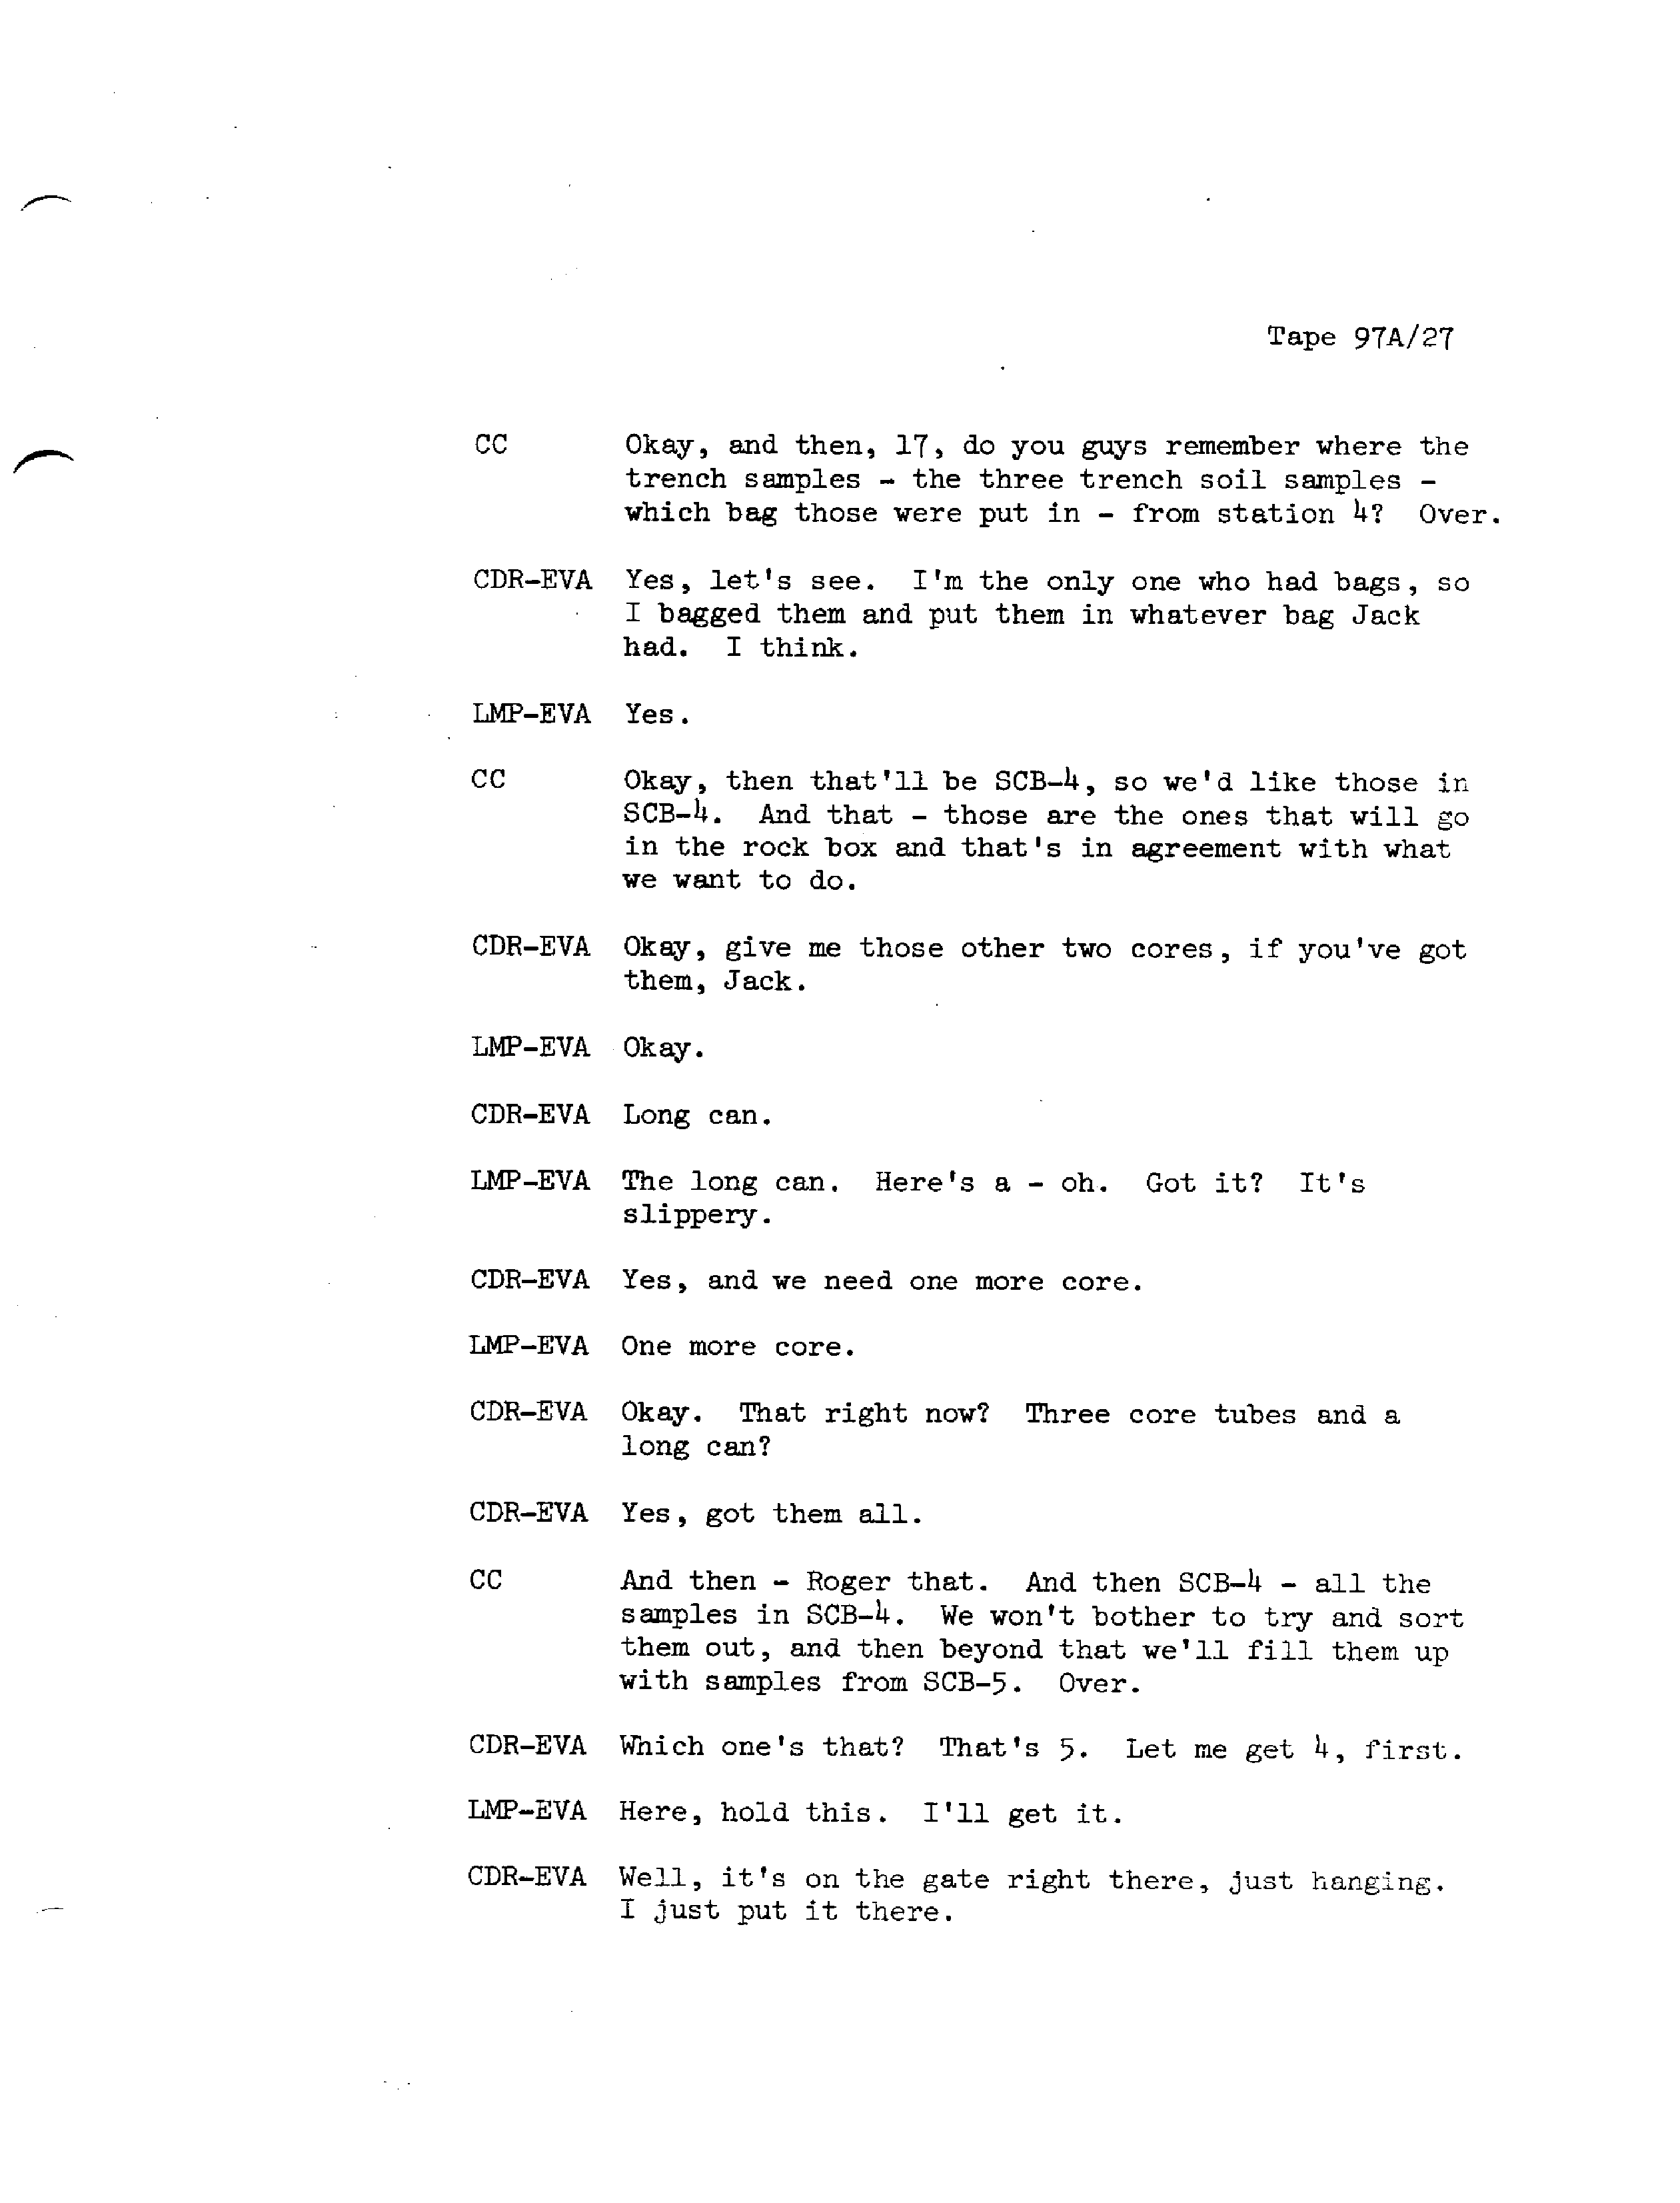 Tape 97A/27
CC Okay, and then, 17, do you guys remember where the
trench samples - the three trench soil samples -
which bag those were put in - from station 4? Over.
CDR-EVA Yes, let's see. I'm the only one who had bags, so
I bagged them and put them in whatever bag Jack
had. I think.
LMP-EVA Yes.
CC Okay, then that'll be SCB-4, so we'd like those in
SCB-4. And that - those are the ones that will go
in the rock box and that's in agreement with what
we want to do.
CDR-EVA Okay, give me those other two cores, if you've got
them, Jack.
LMP-EVA Okay.
CDR-EVA Long can.
LMP-EVA The long can. Here's a - oh. Got it? It's
slippery.
CDR-EVA Yes, and we need one more core.
LMP-EVA One more core.
CDR-EVA Okay. That right now? Three core tubes and a
long can?
CDR-EVA Yes, got them all.
CC And then - Roger that. And then SCB-4 - all the
samples in SCB-4. We won't bother to try and sort
them out, and then beyond that we'll fill them up
with samples from SCB-5. Over.
CDR-EVA Which one's that? That's 5. Let me get 4, first.
LMP-EVA Here, hold this. I'll get it.
CDR-EVA Well, it's on the gate right there, just hanging.
I just put it there.